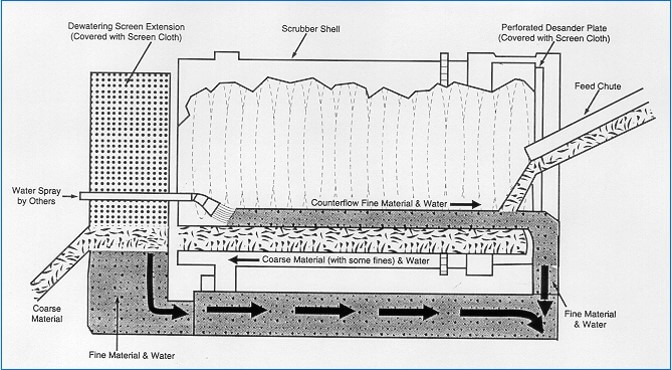 Dewatering Screen Extension
(Covered with Screen Cloth)
Scrubber Shell
Perforated Desander Plate
(Covered with Screen Cloth)
Feed Chute
Water Spray
by Others
Counterflow Fine Material & Water
Coarse Material (with some fines) & Water
Coarse
Material
Fine Material
& Water
Fine Material & Water